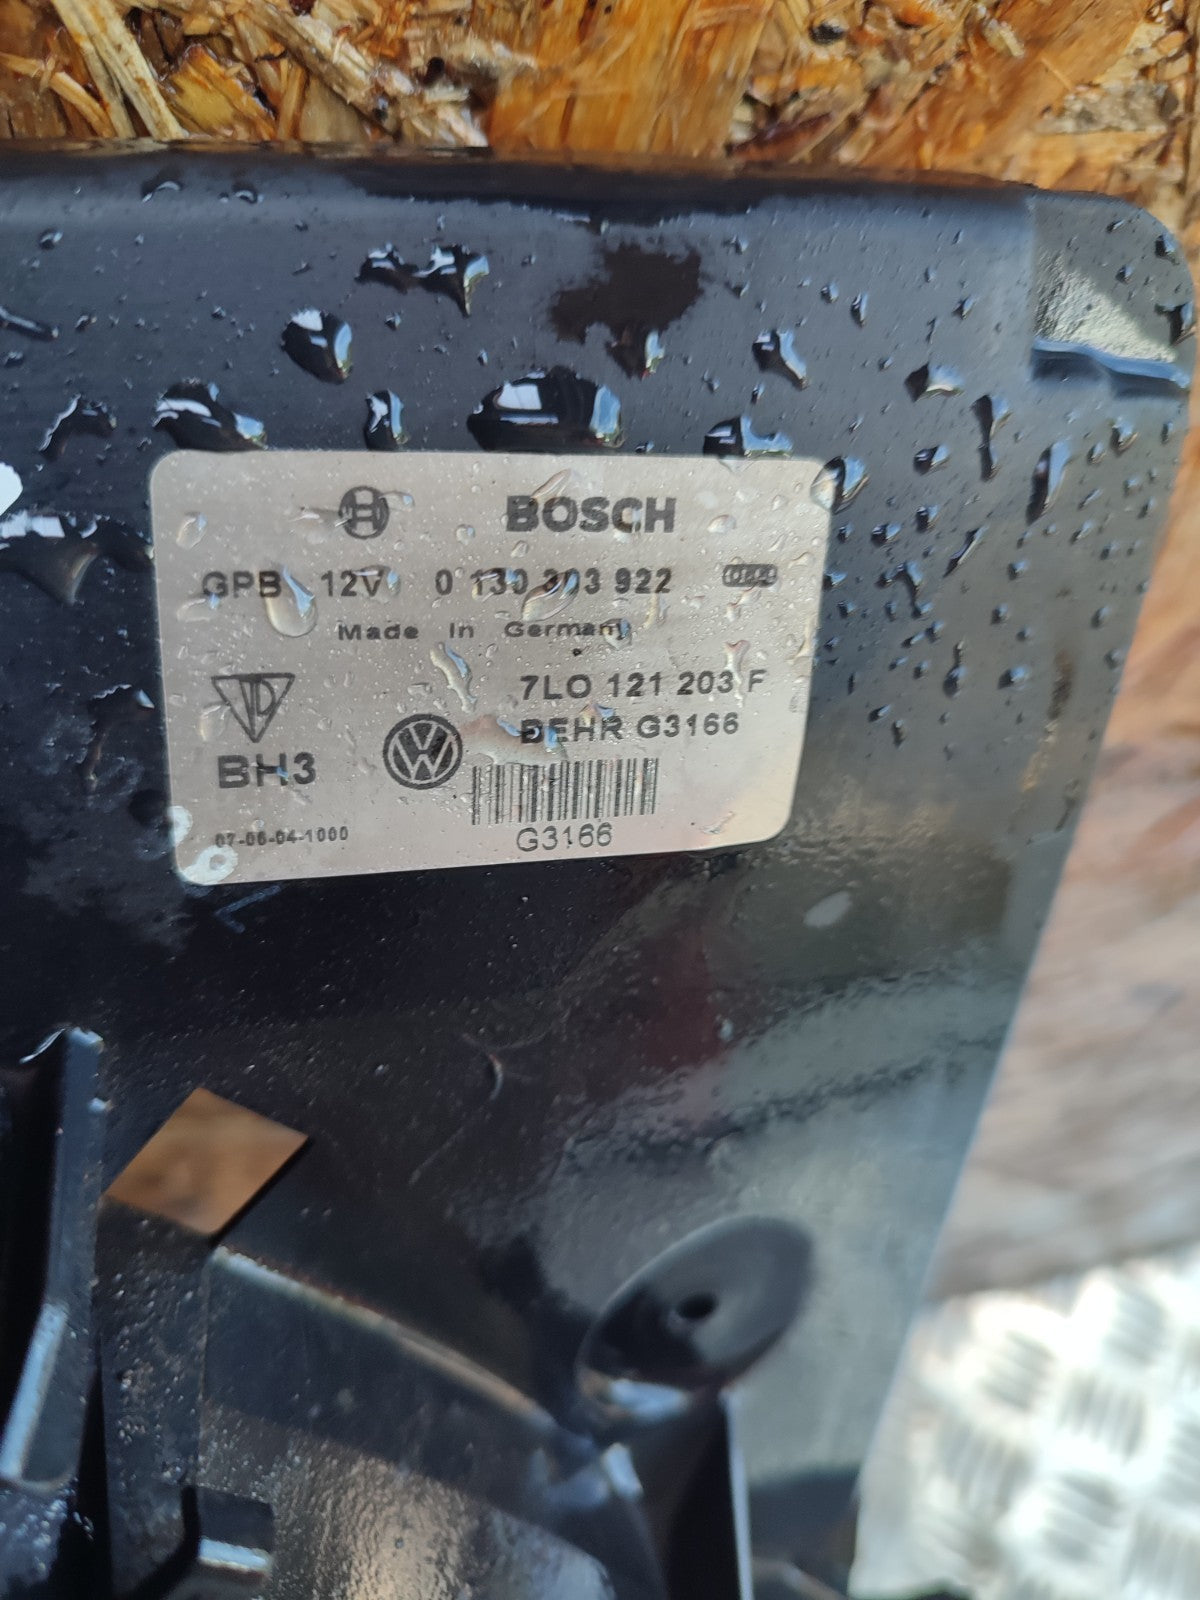 BOSCH
GPB 12V 0 130 303 922
Made in Germany
7L0 121 203 F
BEHR G3166
BH3
VW
07-06-04-1000
G3166